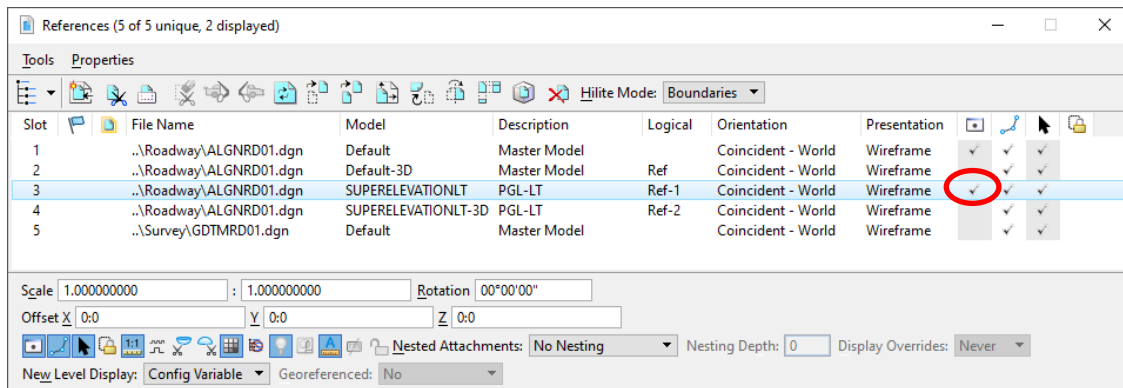 References (5 of 5 unique, 2 displayed)
Tools Properties
Hilite Mode: Boundaries
Slot File Name Model Description Logical Orientation Presentation
1 ..\Roadway\ALGNRD01.dgn Default Master Model Coincident - World Wireframe
2 ..\Roadway\ALGNRD01.dgn Default-3D Master Model Ref Coincident - World Wireframe
3 ..\Roadway\ALGNRD01.dgn SUPERELEVATIONLT PGL-LT Ref-1 Coincident - World Wireframe
4 ..\Roadway\ALGNRD01.dgn SUPERELEVATIONLT-3D PGL-LT Ref-2 Coincident - World Wireframe
5 ..\Survey\GDTMRD01.dgn Default Master Model Coincident - World Wireframe
Scale 1.000000000 : 1.000000000 Rotation 00°00'00"
Offset X 0:0 Y 0:0 Z 0:0
1:1 A Nested Attachments: No Nesting Nesting Depth: 0 Display Overrides: Never
New Level Display: Config Variable Georeferenced: No